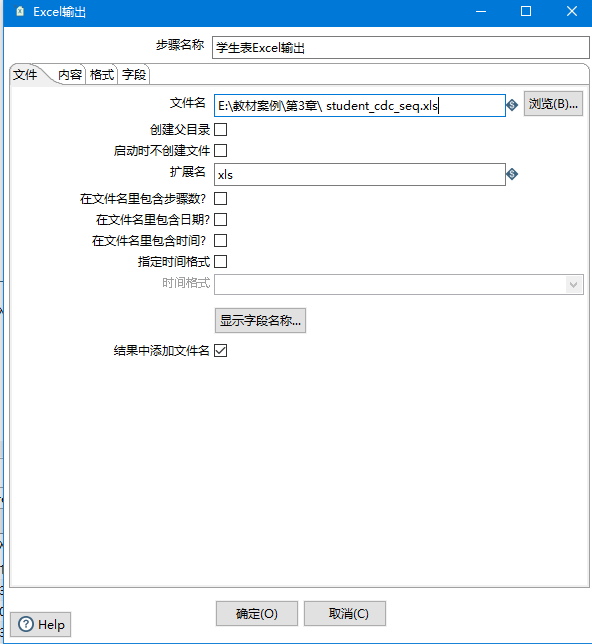 Excel输出
步骤名称 学生表Excel输出
文件 内容 格式 字段
文件名 E:\教材案例\第3章\ student_cdc_seq.xls 浏览(B)...
创建父目录
启动时不创建文件
扩展名 xls
在文件名里包含步骤数?
在文件名里包含日期?
在文件名里包含时间?
指定时间格式
时间格式
显示字段名称...
结果中添加文件名
Help 确定(O) 取消(C)